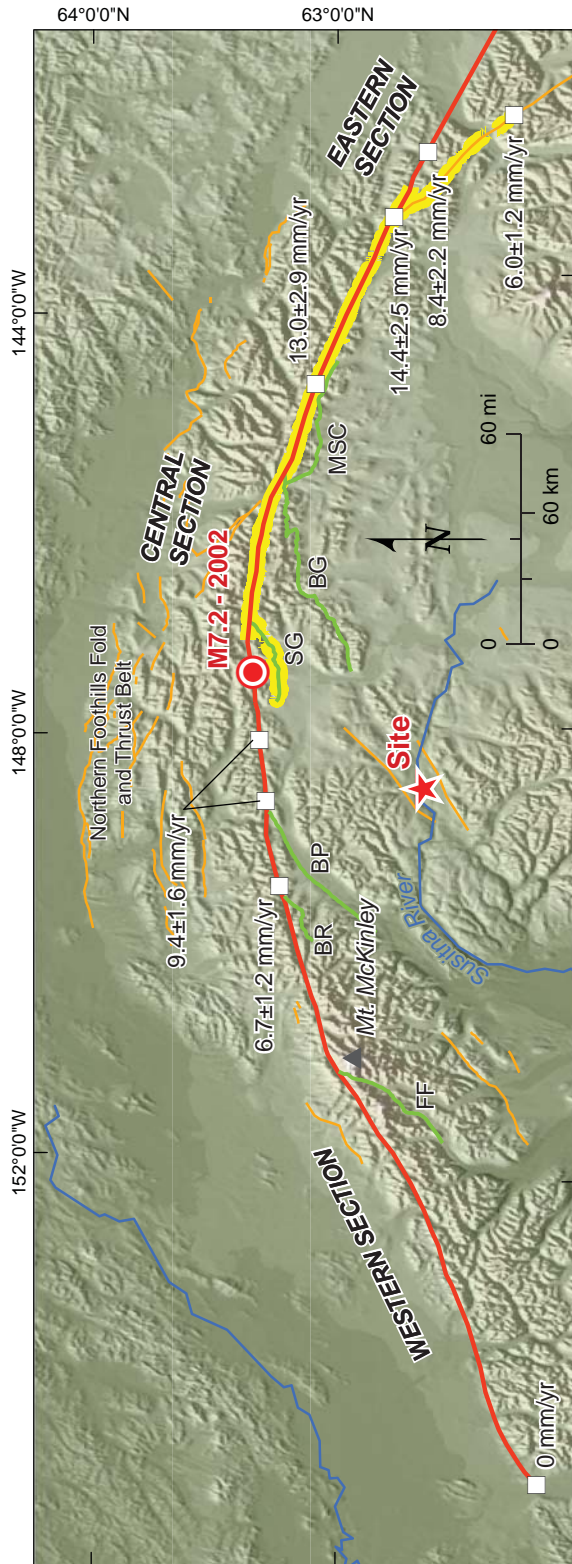 152°0'0"W
148°0'0"W
144°0'0"W
64°0'0"N
63°0'0"N
Northern Foothills Fold
and Thrust Belt
CENTRAL
SECTION
EASTERN
SECTION
WESTERN SECTION
M7.2 - 2002
9.4±1.6 mm/yr
6.7±1.2 mm/yr
13.0±2.9 mm/yr
14.4±2.5 mm/yr
8.4±2.2 mm/yr
6.0±1.2 mm/yr
0 mm/yr
SG
BG
MSC
BP
BR
FF
Mt. McKinley
Susitna River
Site
N
0 60 mi
0 60 km